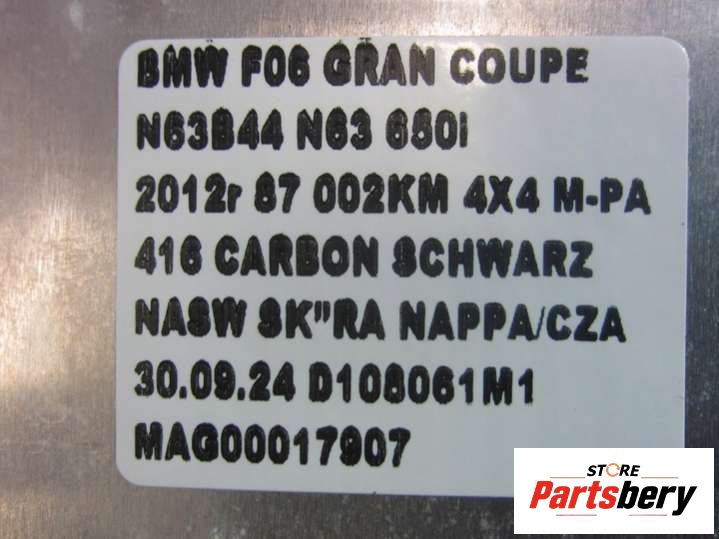 BMW F06 GRAN COUPE
N63B44 N63 650i
2012r 87 002KM 4X4 M-PA
416 CARBON SCHWARZ
NASW SK"RA NAPPA/CZA
30.09.24 D108061M1
MAG00017907
STORE
Partsbery